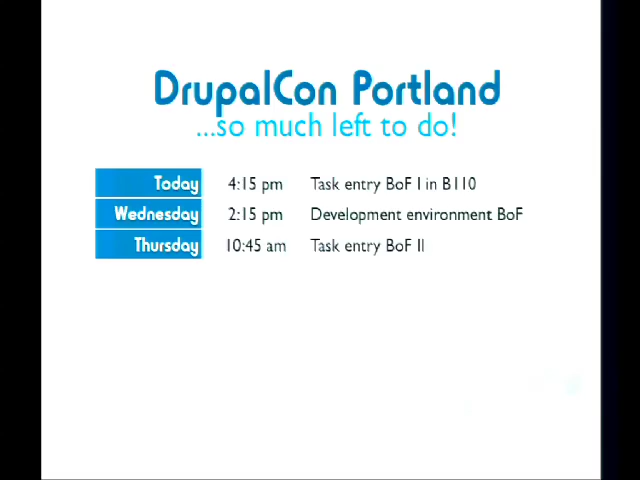 DrupalCon Portland
...so much left to do!
Today 4:15 pm Task entry BoF I in B110
Wednesday 2:15 pm Development environment BoF
Thursday 10:45 am Task entry BoF II